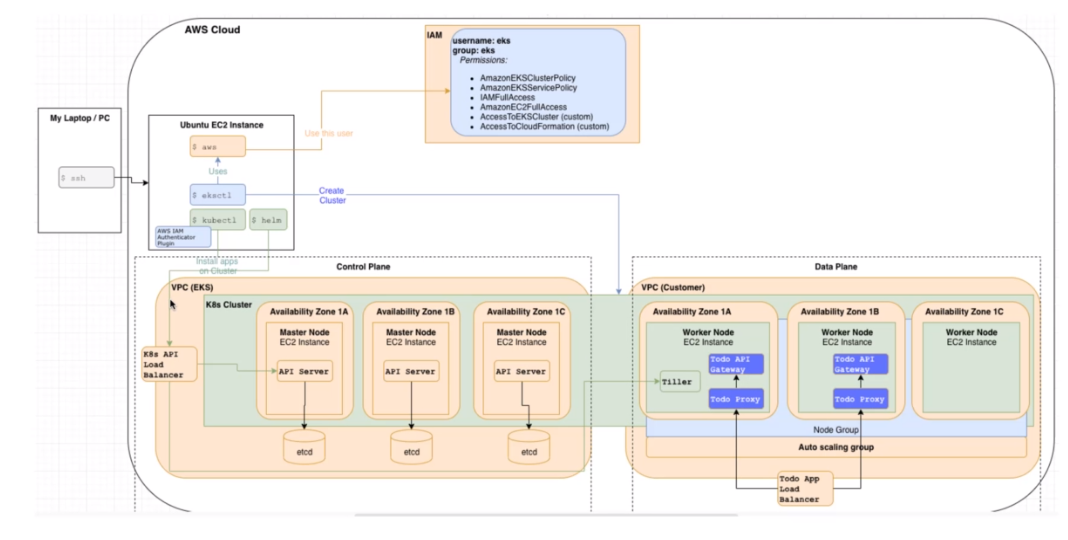 AWS Cloud
IAM
username: eks
group: eks
Permissions:
• AmazonEKSClusterPolicy
• AmazonEKSServicePolicy
• IAMFullAccess
• AmazonEC2FullAccess
• AccessToEKSCluster (custom)
• AccessToCloudFormation (custom)
My Laptop / PC
$ ssh
Ubuntu EC2 Instance
$ aws
Use this user
Uses
$ eksctl
Create
Cluster
$ kubectl
$ helm
AWS IAM
Authenticator
Plugin
Install apps
on Cluster
Control Plane
VPC (EKS)
K8s Cluster
Availability Zone 1A
Master Node
EC2 Instance
API Server
etcd
Availability Zone 1B
Master Node
EC2 Instance
API Server
etcd
Availability Zone 1C
Master Node
EC2 Instance
API Server
etcd
K8s API
Load
Balancer
Data Plane
VPC (Customer)
Availability Zone 1A
Worker Node
EC2 Instance
Todo API
Gateway
Tiller
Todo Proxy
Availability Zone 1B
Worker Node
EC2 Instance
Todo API
Gateway
Todo Proxy
Availability Zone 1C
Worker Node
EC2 Instance
Node Group
Auto scaling group
Todo App
Load
Balancer